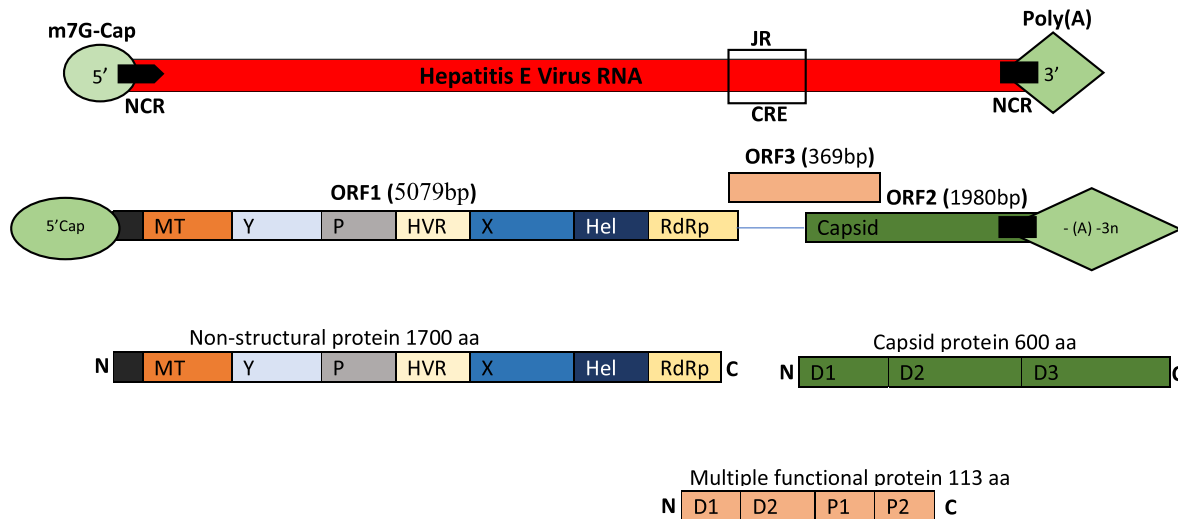 m7G-Cap
Poly(A)
JR
5’
Hepatitis E Virus RNA
3’
NCR
CRE
NCR
ORF3 (369bp)
ORF1 (5079bp)
ORF2 (1980bp)
5’Cap
MT
Y
P
HVR
X
Hel
RdRp
Capsid
- (A) -3n
Non-structural protein 1700 aa
Capsid protein 600 aa
N
MT
Y
P
HVR
X
Hel
RdRp
C
N
D1
D2
D3
C
Multiple functional protein 113 aa
N
D1
D2
P1
P2
C